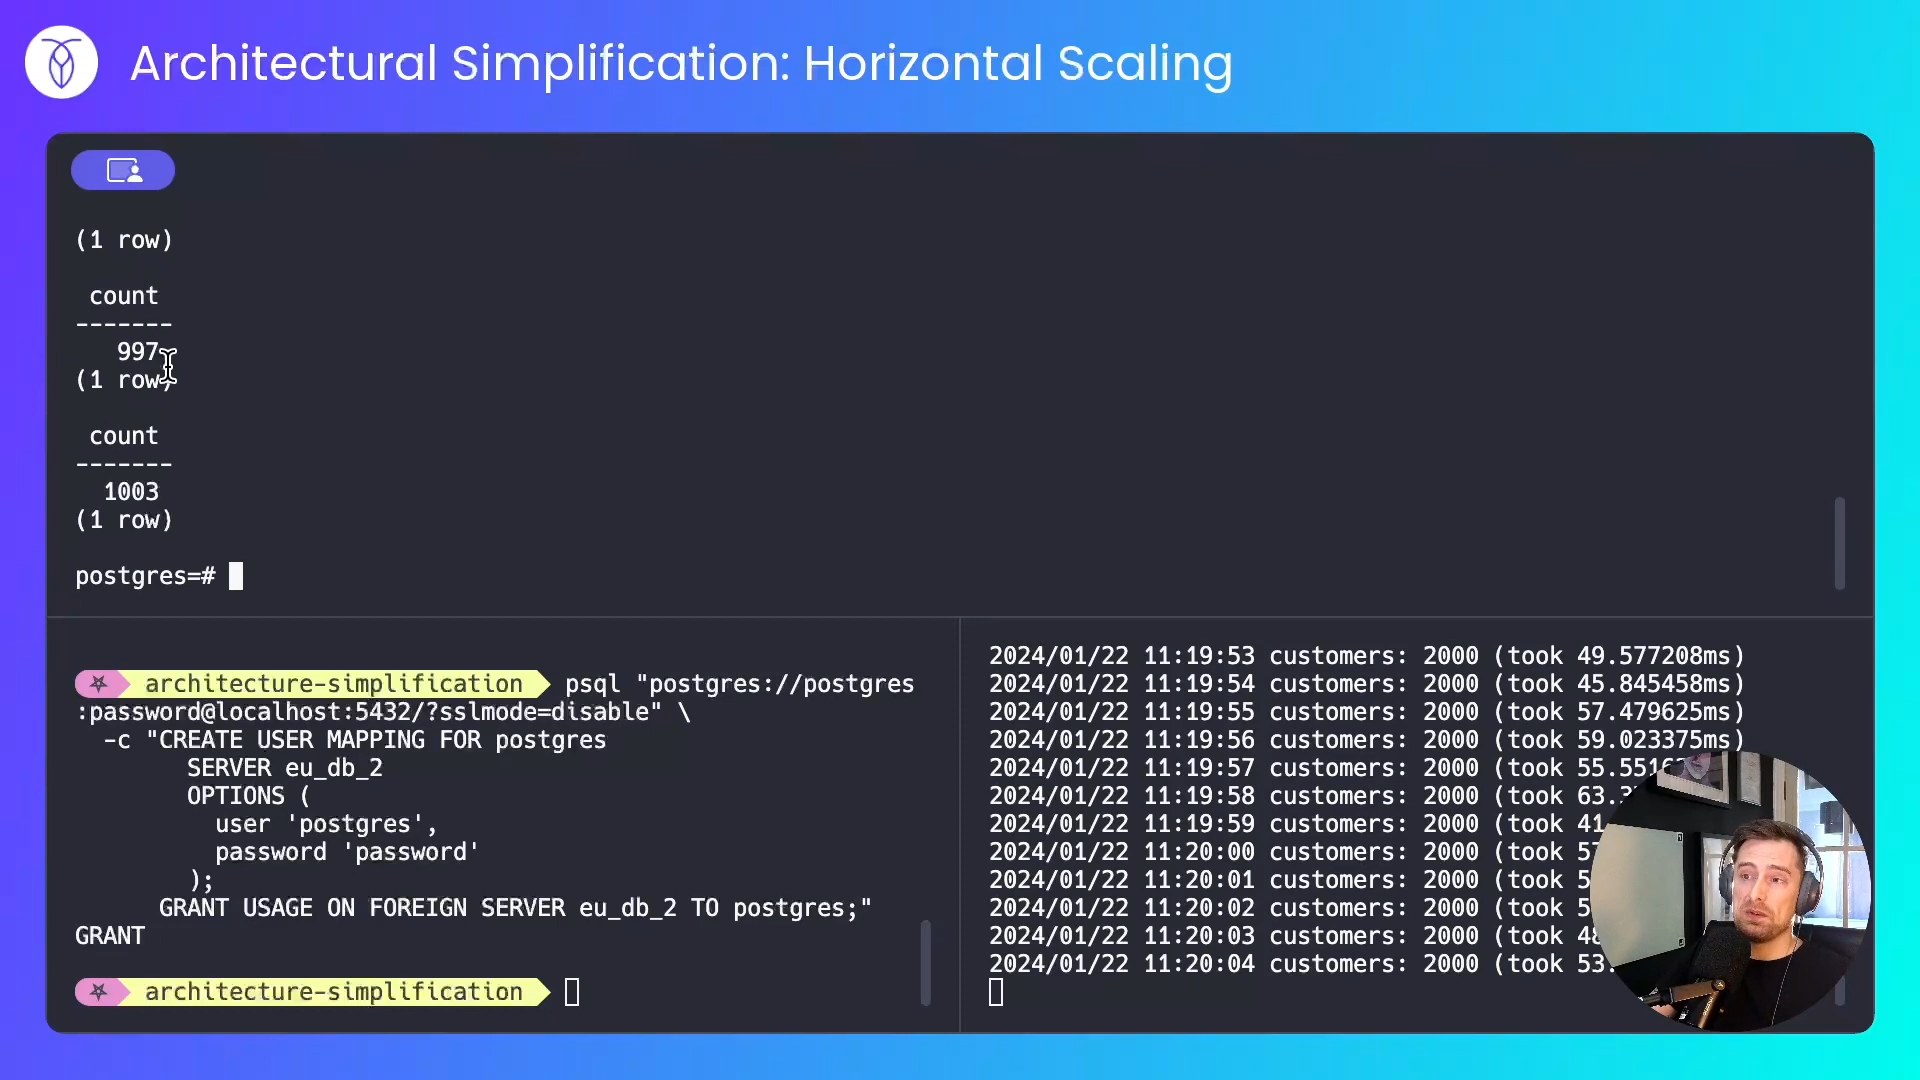 Architectural Simplification: Horizontal Scaling
(1 row)
count
-------
997
(1 row)
count
-------
1003
(1 row)
postgres=#
architecture-simplification psql "postgres://postgres
:password@localhost:5432/?sslmode=disable" \
-c "CREATE USER MAPPING FOR postgres
SERVER eu_db_2
OPTIONS (
user 'postgres',
password 'password'
);
GRANT USAGE ON FOREIGN SERVER eu_db_2 TO postgres;"
GRANT
architecture-simplification
2024/01/22 11:19:53 customers: 2000 (took 49.577208ms)
2024/01/22 11:19:54 customers: 2000 (took 45.845458ms)
2024/01/22 11:19:55 customers: 2000 (took 57.479625ms)
2024/01/22 11:19:56 customers: 2000 (took 59.023375ms)
2024/01/22 11:19:57 customers: 2000 (took
2024/01/22 11:19:58 customers: 2000 (took
2024/01/22 11:19:59 customers: 2000 (took
2024/01/22 11:20:00 customers: 2000 (took
2024/01/22 11:20:01 customers: 2000 (took
2024/01/22 11:20:02 customers: 2000 (took
2024/01/22 11:20:03 customers: 2000 (took
2024/01/22 11:20:04 customers: 2000 (took